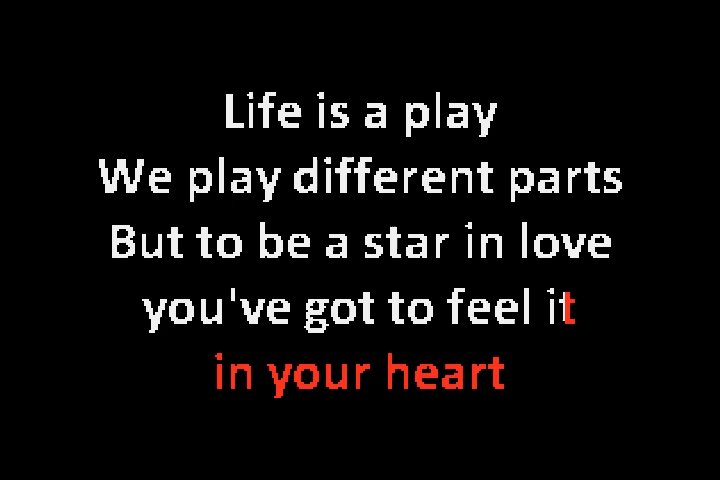 Life is a play
We play different parts
But to be a star in love
you've got to feel it
in your heart